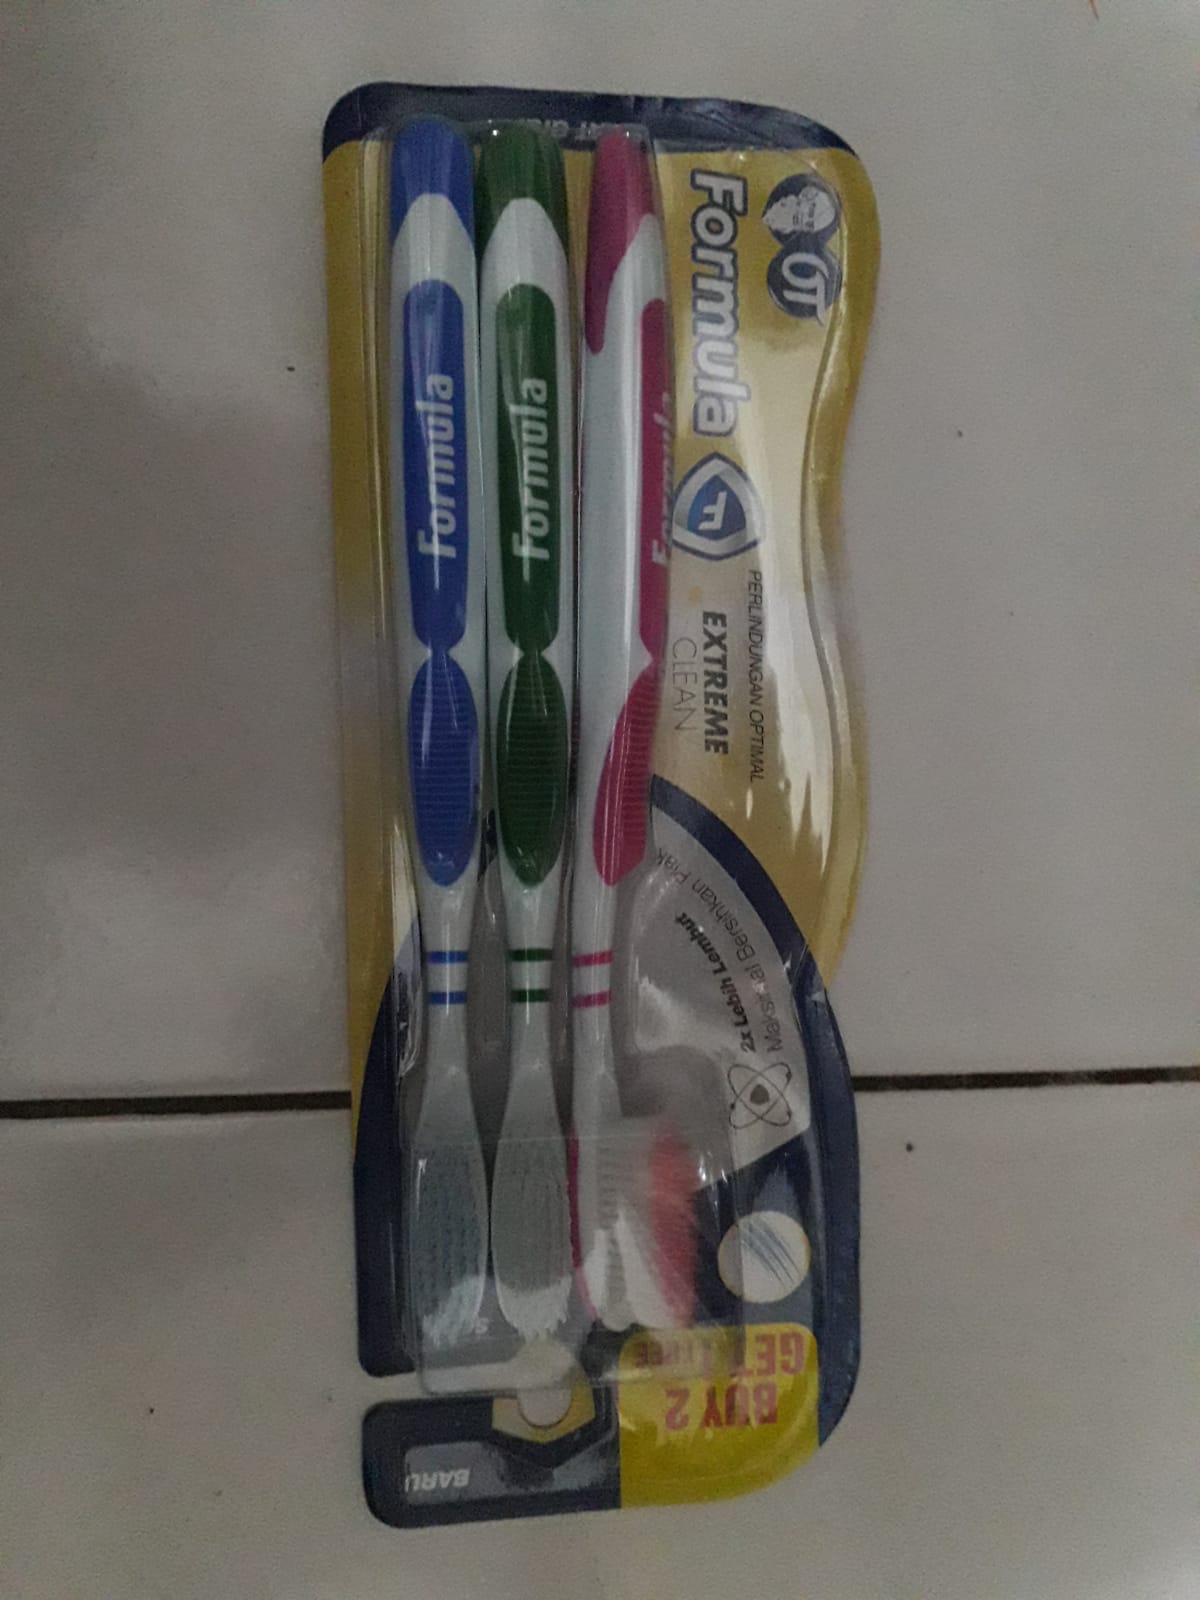 OT
Formula
F
PERLINDUNGAN OPTIMAL
EXTREME
CLEAN
Maksimal Bersihkan Plak
2x Lebih Lembut
BUY 2
GET 1 FREE
BARU
Formula
Formula
Formula